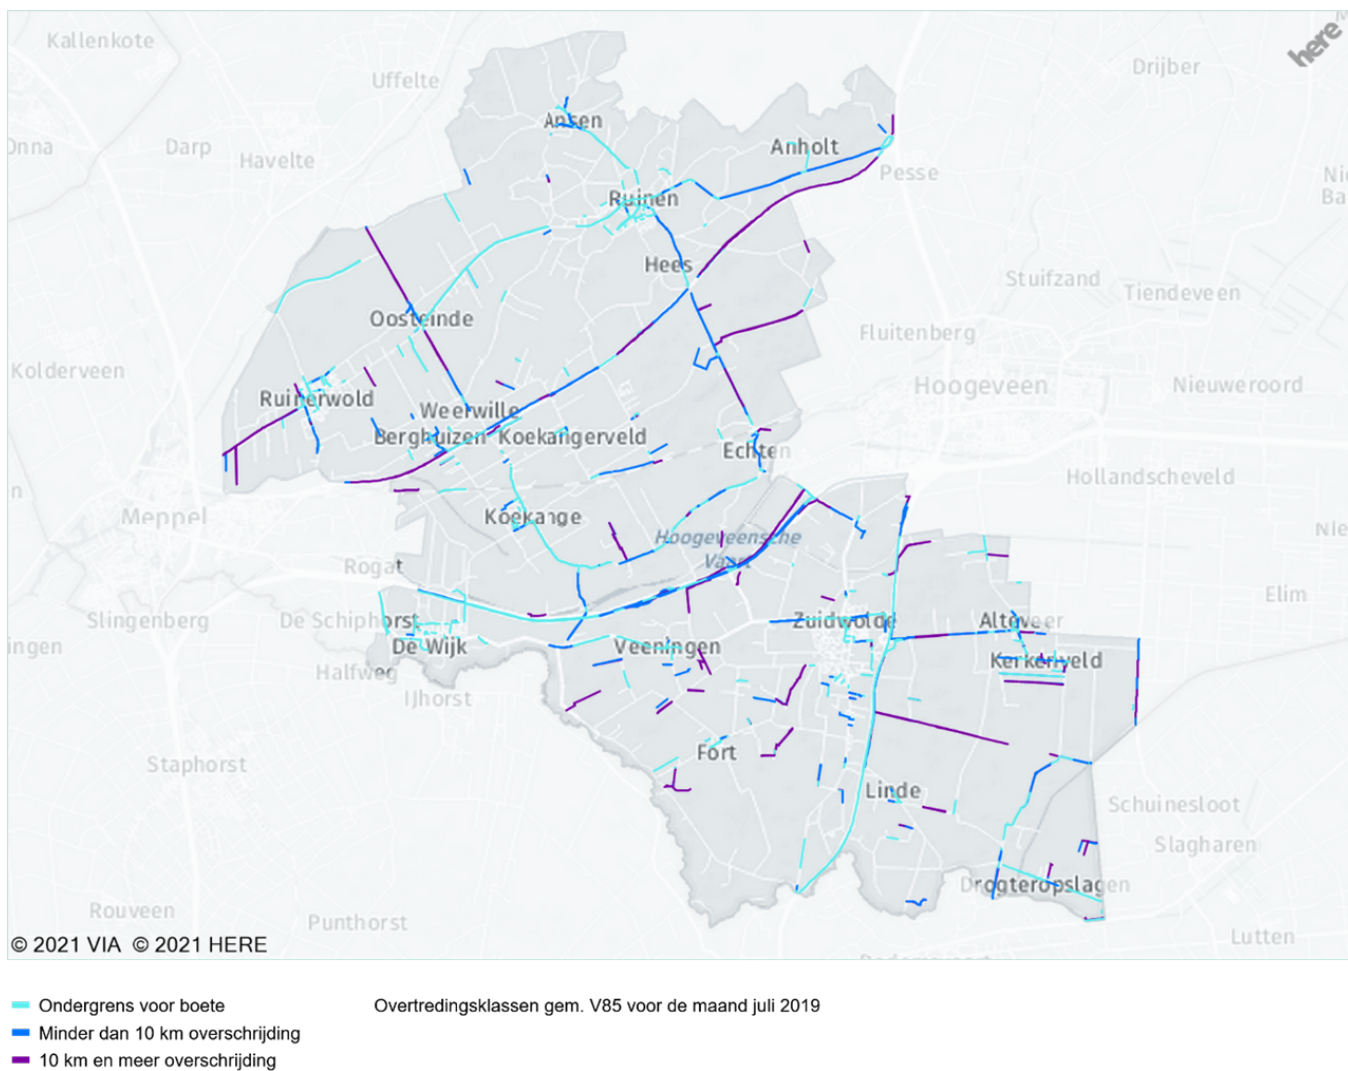 Kallenkote
Uffelte
here
Drijber
Onna
Darp
Havelte
Ansen
Anholt
Pesse
Ruinen
Hees
Stuifzand
Tiendeveen
Oosteinde
Fluitenberg
Kolderveen
Ruinerwold
Hoogeveen
Nieuweroord
Weerwille
Berghuizen
Koekangerveld
Echten
Hollandscheveld
Meppel
Koekange
Hoogeveensche
Vaart
Rogat
Elim
Slingenberg
De Schiphorst
Zuidwolde
Alteveer
De Wijk
Veeningen
Kerkenveld
Halfweg
IJhorst
Fort
Staphorst
Linde
Schuinesloot
Slagharen
Drogteropslagen
Rouveen
Punthorst
Lutten
© 2021 VIA © 2021 HERE
Ondergrens voor boete
Overtredingsklassen gem. V85 voor de maand juli 2019
Minder dan 10 km overschrijding
10 km en meer overschrijding